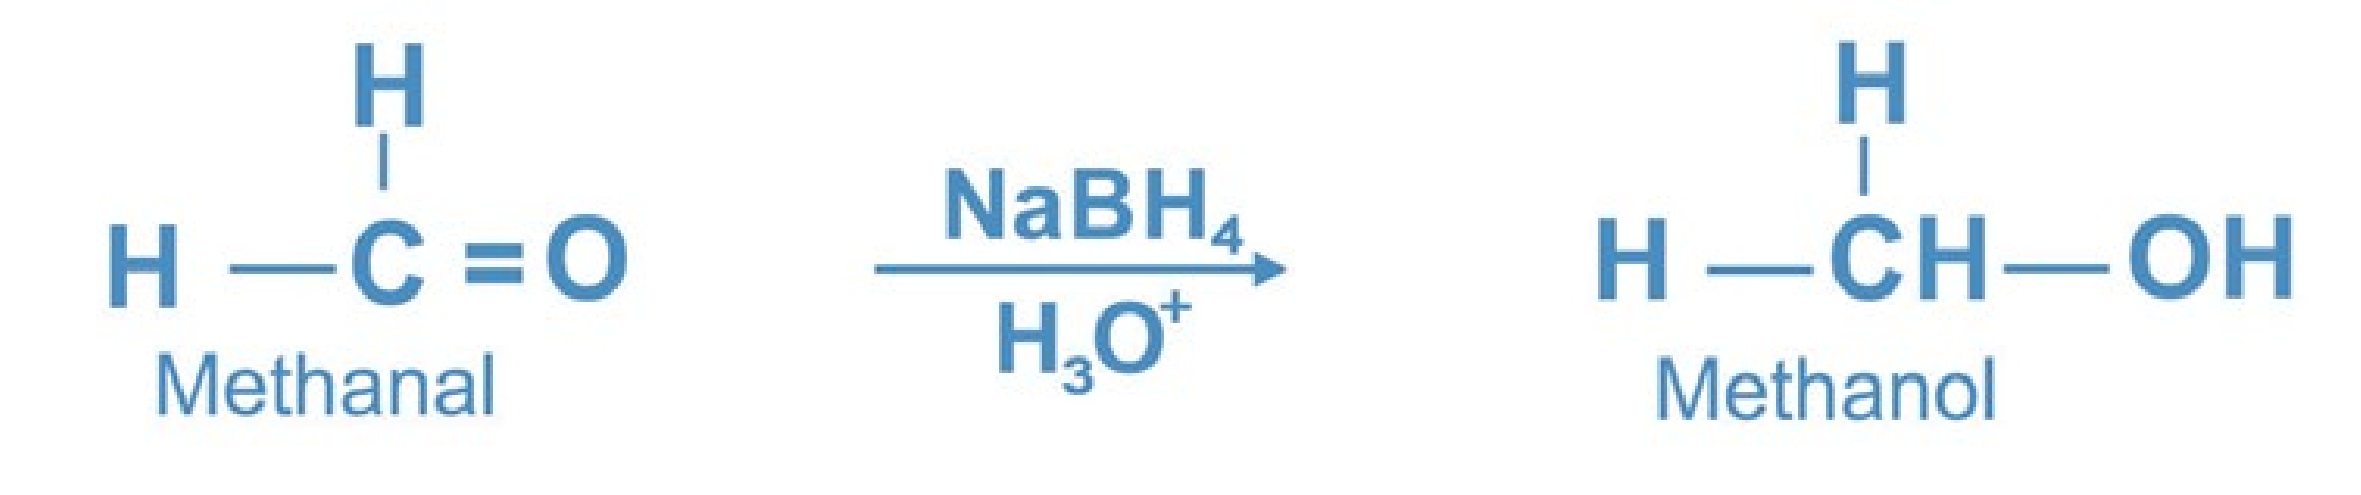 H
H
H — C = O
NaBH₄
H — CH — OH
H₃O⁺
Methanal
Methanol